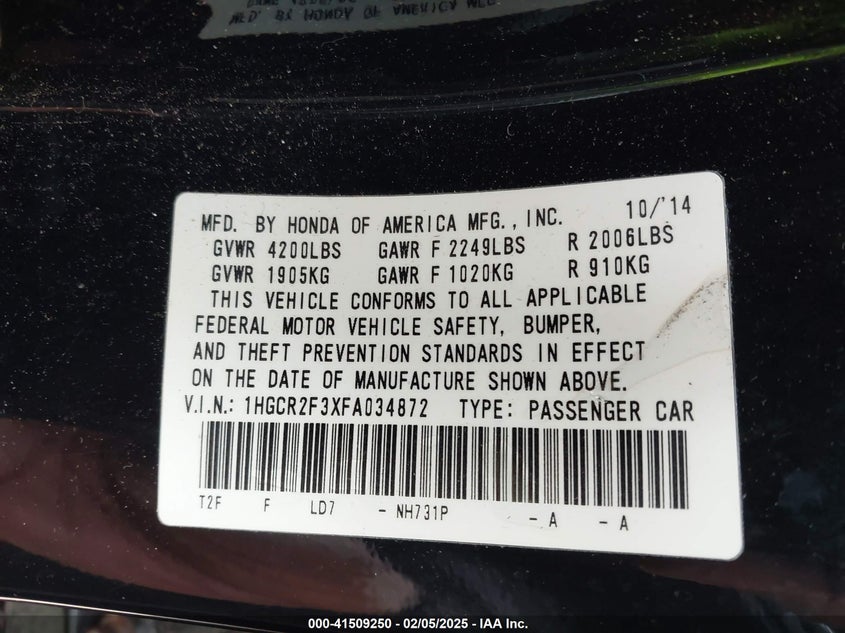 MFD. BY HONDA OF AMERICA MFG., INC. 10/'14
GVWR 4200LBS GAWR F 2249LBS R 2006LBS
GVWR 1905KG GAWR F 1020KG R 910KG
THIS VEHICLE CONFORMS TO ALL APPLICABLE
FEDERAL MOTOR VEHICLE SAFETY, BUMPER,
AND THEFT PREVENTION STANDARDS IN EFFECT
ON THE DATE OF MANUFACTURE SHOWN ABOVE.
V.I.N.: 1HGCR2F3XFA034872 TYPE: PASSENGER CAR
T2F F LD7 - NH731P - A - A
000-41509250 - 02/05/2025 - IAA Inc.